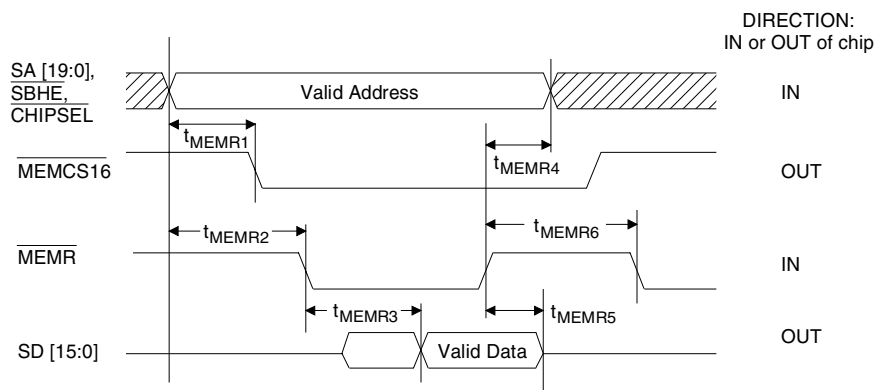 DIRECTION:
IN or OUT of chip
SA [19:0],
SBHE,
CHIPSEL
Valid Address
IN
tMEMR1
tMEMR4
MEMCS16
OUT
tMEMR2
tMEMR6
MEMR
IN
tMEMR3
tMEMR5
SD [15:0]
Valid Data
OUT